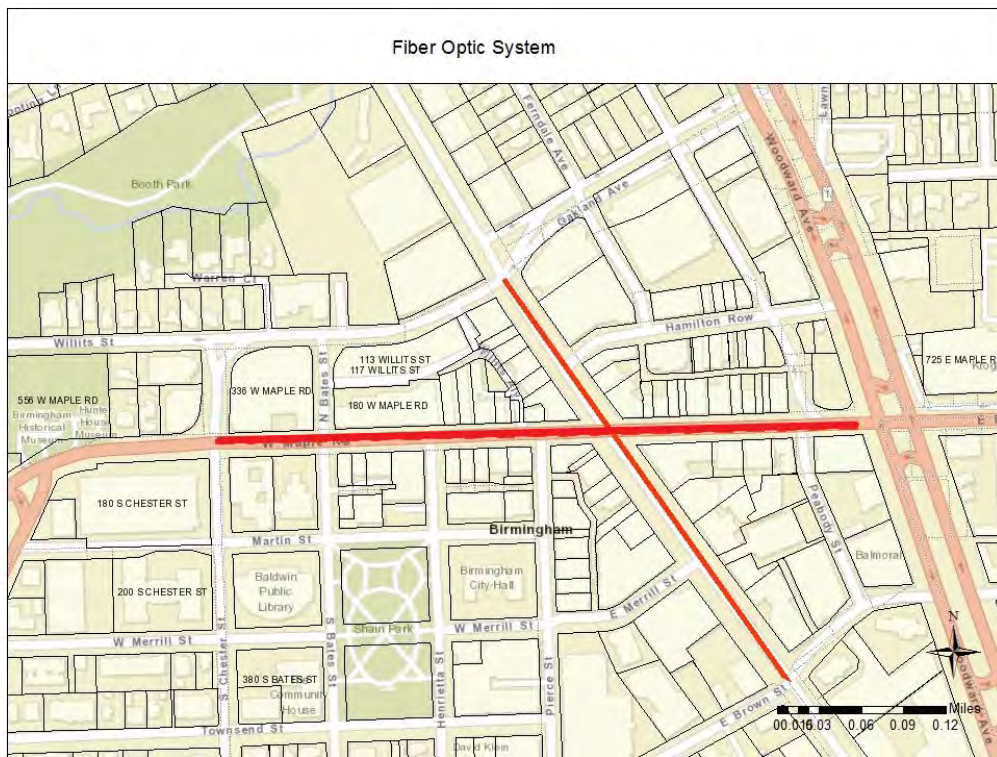 Fiber Optic System
Ferndale Ave
Lawn
Woodward Ave
1
Booth Park
Oakland Ave
Warren Ct
Hamilton Row
Willits St
N Bates St
113 WILLITS ST
117 WILLITS ST
725 E MAPLE R
336 W MAPLE RD
180 W MAPLE RD
556 W MAPLE RD
Birmingham
Historical
Museum
Hunte
House
Museum
W Maple Rd
E
180 S CHESTER ST
Peabody St
Birmingham
Martin St
Balmoral
Baldwin
Public
Library
Birmingham
City-Hall
200 S CHESTER ST
E Merrill St
Shain Park
W Merrill St
W Merrill St
N
S Chester St
S Bates St
Henrietta St
Pierce St
Woodward Ave
380 S BATES ST
Community
House
E Brown St
Townsend St
David Klein
Miles
0.03 0.06 0.09 0.12